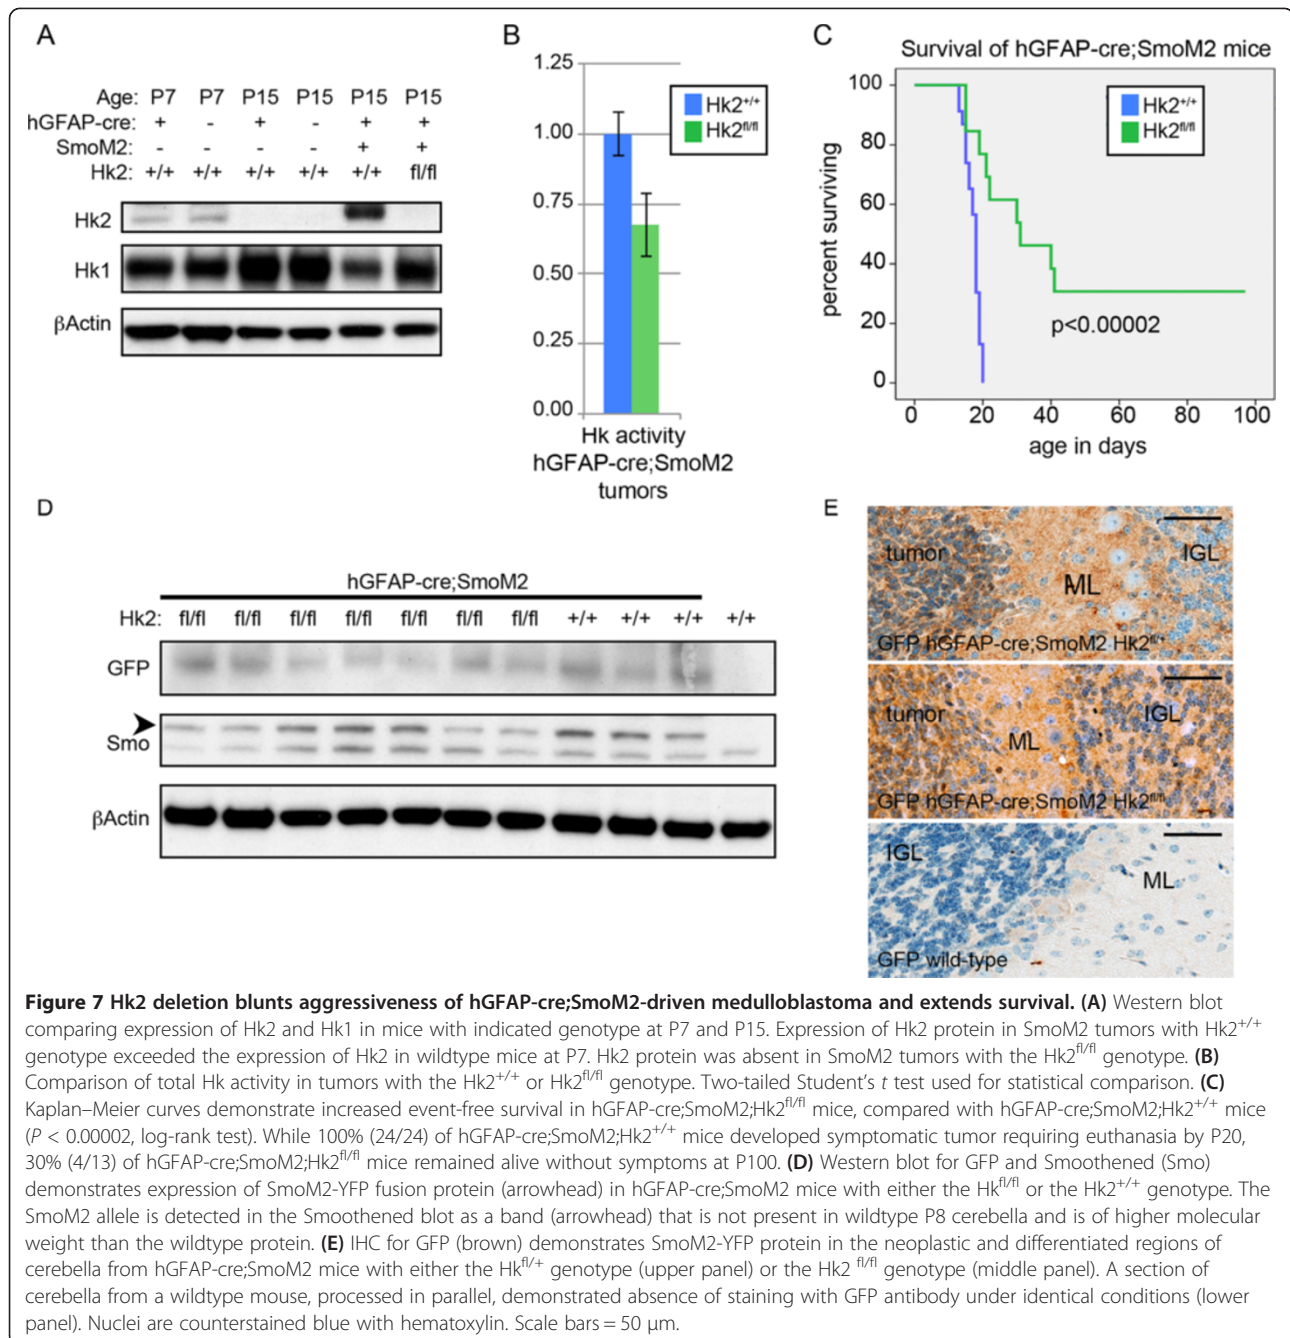 A
Age: P7 P7 P15 P15 P15 P15
hGFAP-cre: + - + - + +
SmoM2: - - - - + +
Hk2: +/+ +/+ +/+ +/+ +/+ fl/fl
Hk2
Hk1
βActin
B
1.25
1.00
0.75
0.50
0.25
0.00
Hk2+/+
Hk2fl/fl
Hk activity
hGFAP-cre;SmoM2
tumors
C
Survival of hGFAP-cre;SmoM2 mice
percent surviving
100
80
60
40
20
0
Hk2+/+
Hk2fl/fl
p<0.00002
0 20 40 60 80 100
age in days
D
hGFAP-cre;SmoM2
Hk2: fl/fl fl/fl fl/fl fl/fl fl/fl fl/fl fl/fl +/+ +/+ +/+ +/+
GFP
Smo
βActin
E
tumor
ML
IGL
GFP hGFAP-cre;SmoM2 Hk2fl/+
tumor
ML
IGL
GFP hGFAP-cre;SmoM2 Hk2fl/fl
IGL
ML
GFP wild-type
Figure 7 Hk2 deletion blunts aggressiveness of hGFAP-cre;SmoM2-driven medulloblastoma and extends survival. (A) Western blot
comparing expression of Hk2 and Hk1 in mice with indicated genotype at P7 and P15. Expression of Hk2 protein in SmoM2 tumors with Hk2+/+
genotype exceeded the expression of Hk2 in wildtype mice at P7. Hk2 protein was absent in SmoM2 tumors with the Hk2fl/fl genotype. (B)
Comparison of total Hk activity in tumors with the Hk2+/+ or Hk2fl/fl genotype. Two-tailed Student's t test used for statistical comparison. (C)
Kaplan–Meier curves demonstrate increased event-free survival in hGFAP-cre;SmoM2;Hk2fl/fl mice, compared with hGFAP-cre;SmoM2;Hk2+/+ mice
(P < 0.00002, log-rank test). While 100% (24/24) of hGFAP-cre;SmoM2;Hk2+/+ mice developed symptomatic tumor requiring euthanasia by P20,
30% (4/13) of hGFAP-cre;SmoM2;Hk2fl/fl mice remained alive without symptoms at P100. (D) Western blot for GFP and Smoothened (Smo)
demonstrates expression of SmoM2-YFP fusion protein (arrowhead) in hGFAP-cre;SmoM2 mice with either the Hkfl/fl or the Hk2+/+ genotype. The
SmoM2 allele is detected in the Smoothened blot as a band (arrowhead) that is not present in wildtype P8 cerebella and is of higher molecular
weight than the wildtype protein. (E) IHC for GFP (brown) demonstrates SmoM2-YFP protein in the neoplastic and differentiated regions of
cerebella from hGFAP-cre;SmoM2 mice with either the Hkfl/+ genotype (upper panel) or the Hk2 fl/fl genotype (middle panel). A section of
cerebella from a wildtype mouse, processed in parallel, demonstrated absence of staining with GFP antibody under identical conditions (lower
panel). Nuclei are counterstained blue with hematoxylin. Scale bars = 50 μm.